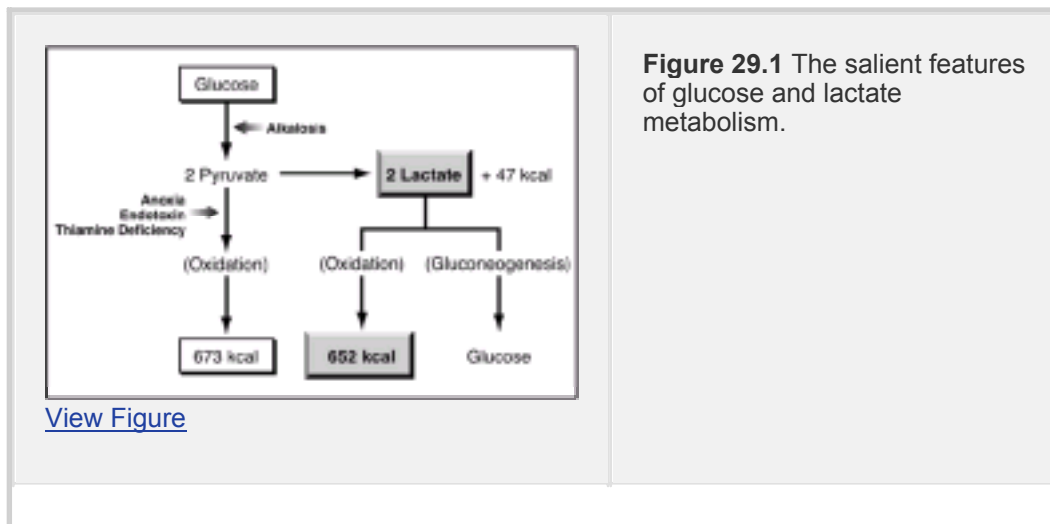 Glucose
Alkalosis
2 Pyruvate
2 Lactate + 47 kcal
Anoxia
Endotoxin
Thiamine Deficiency
(Oxidation) (Oxidation) (Gluconeogenesis)
673 kcal 652 kcal Glucose
View Figure
Figure 29.1 The salient features
of glucose and lactate
metabolism.